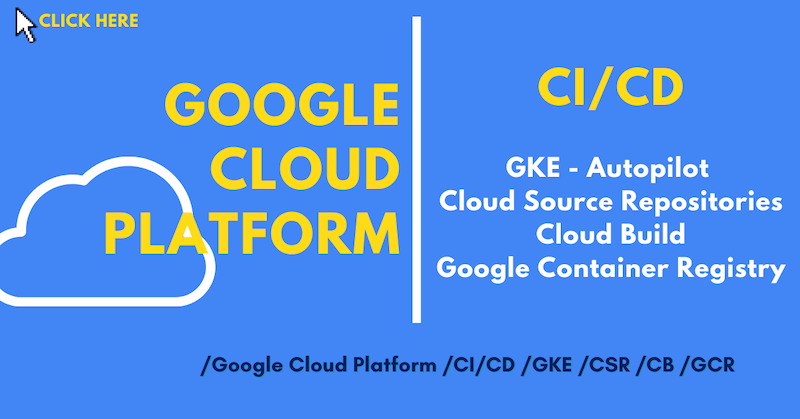 CLICK HERE
GOOGLE
CLOUD
PLATFORM
CI/CD
GKE - Autopilot
Cloud Source Repositories
Cloud Build
Google Container Registry
/Google Cloud Platform /CI/CD /GKE /CSR /CB /GCR